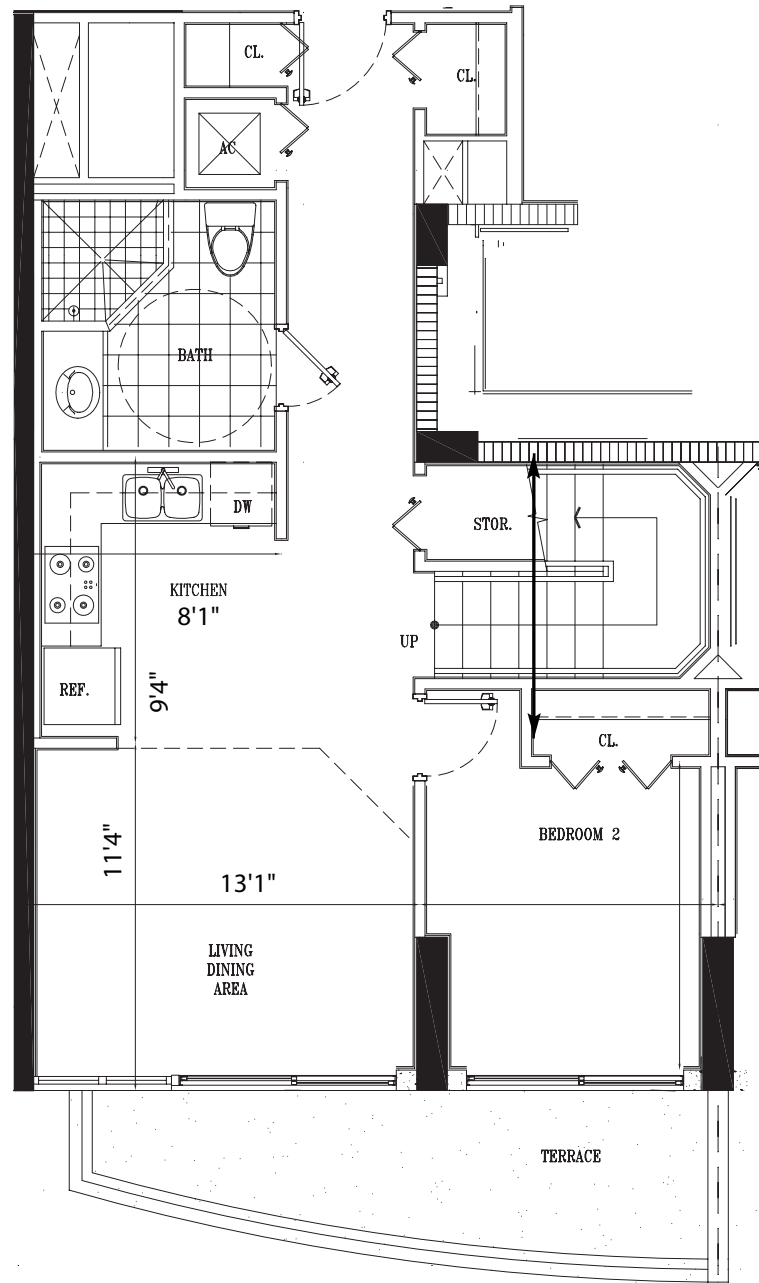 CL.
CL.
AC
BATH
DW
STOR.
KITCHEN
8'1"
UP
REF.
9'4"
CL.
11'4"
BEDROOM 2
13'1"
LIVING
DINING
AREA
TERRACE